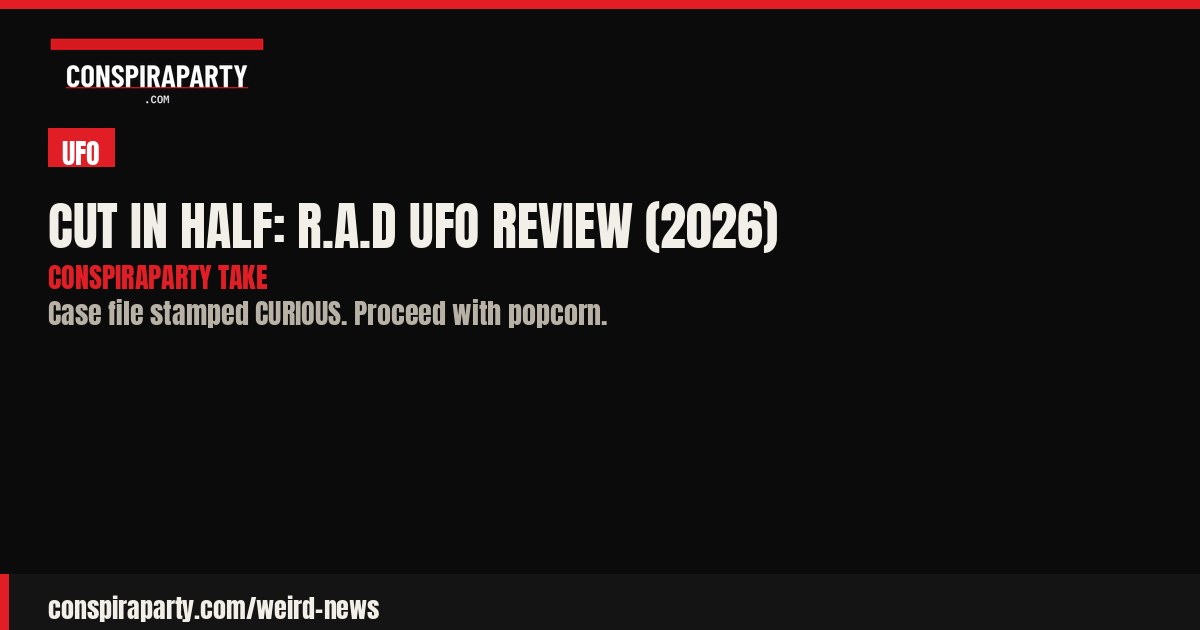 CONSPIRAPARTY
.COM
UFO
CUT IN HALF: R.A.D UFO REVIEW (2026)
CONSPIRAPARTY TAKE
Case file stamped CURIOUS. Proceed with popcorn.
conspiraparty.com/weird-news